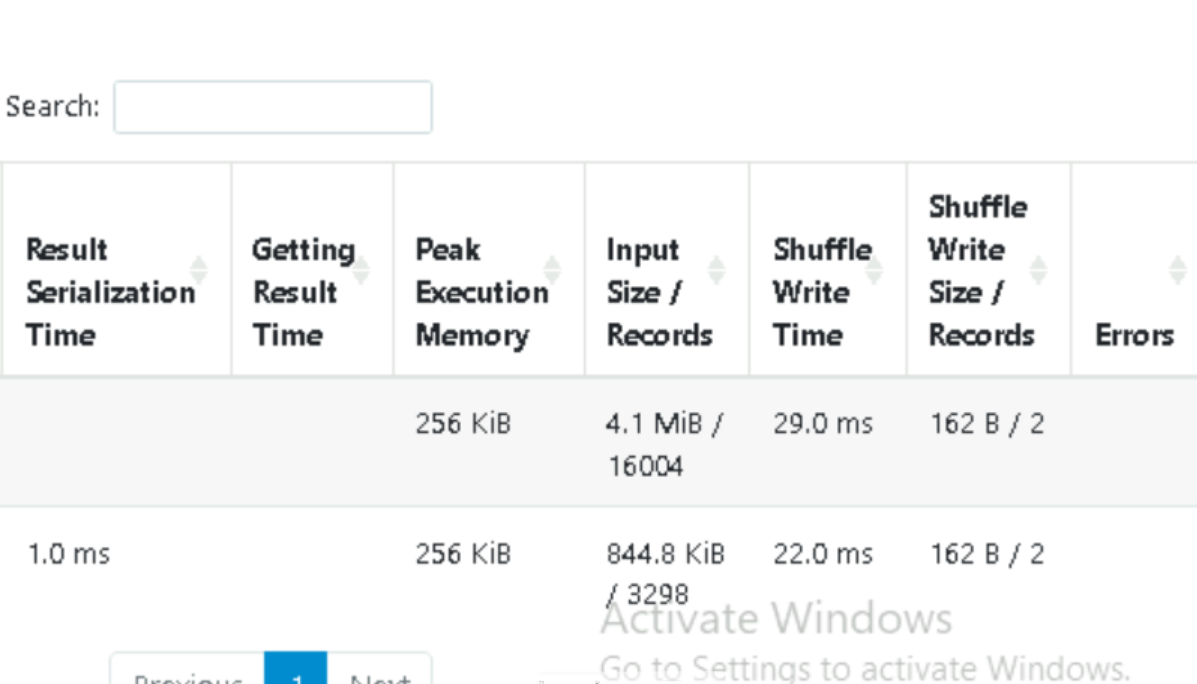 Search:
Result Serialization Time
Getting Result Time
Peak Execution Memory
Input Size / Records
Shuffle Write Time
Shuffle Write Size / Records
Errors
256 KiB
4.1 MiB / 16004
29.0 ms
162 B / 2
1.0 ms
256 KiB
844.8 KiB / 3298
22.0 ms
162 B / 2
Activate Windows
Go to Settings to activate Windows.
Previous 1 Next